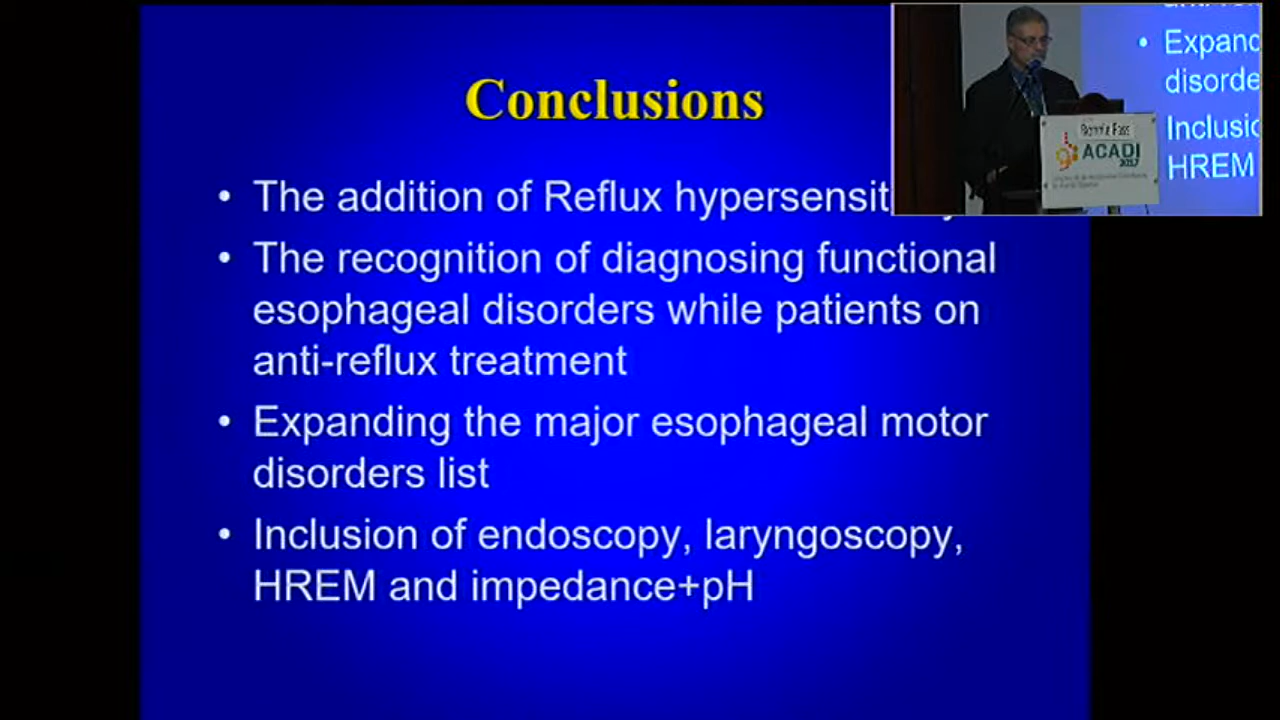 Conclusions
• The addition of Reflux hypersensit
• The recognition of diagnosing functional
esophageal disorders while patients on
anti-reflux treatment
• Expanding the major esophageal motor
disorders list
• Inclusion of endoscopy, laryngoscopy,
HREM and impedance+pH
• Expand
disorde
Inclusio
HREM
Ronnie Fass
ACADI
2017